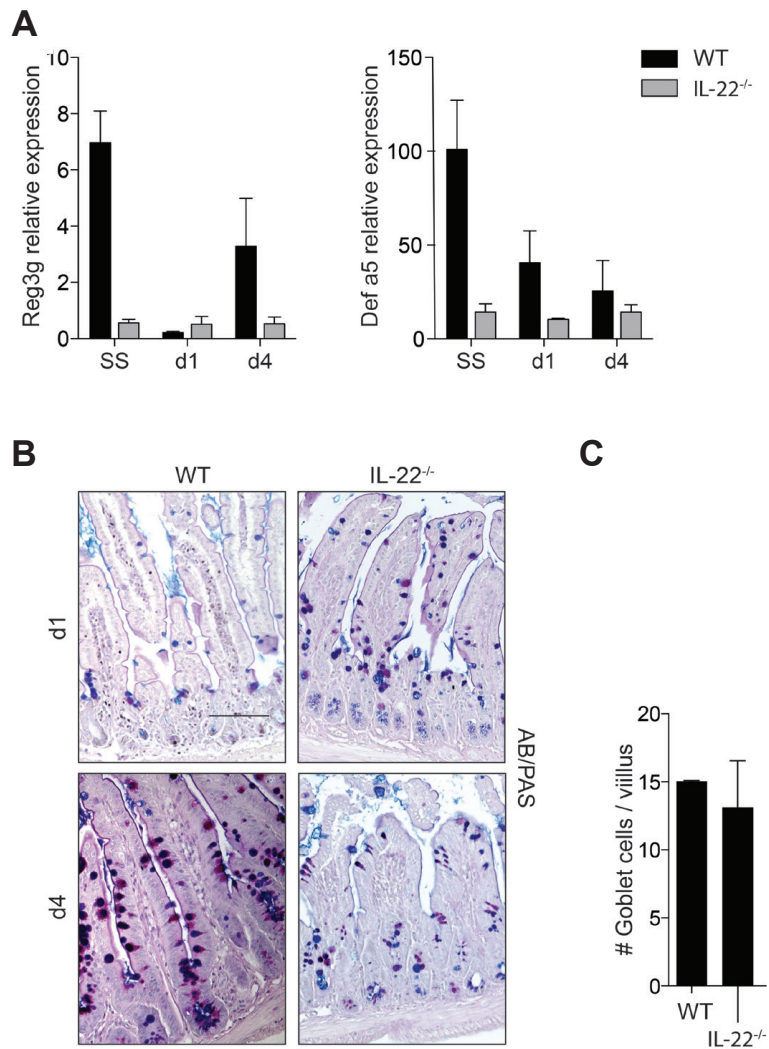 A
Reg3g relative expression
10
8
6
4
2
0
SS d1 d4
Def a5 relative expression
150
100
50
0
SS d1 d4
WT
IL-22-/-
B
WT IL-22-/-
d1
d4
AB/PAS
C
# Goblet cells / viillus
20
15
10
5
0
WT
IL-22-/-